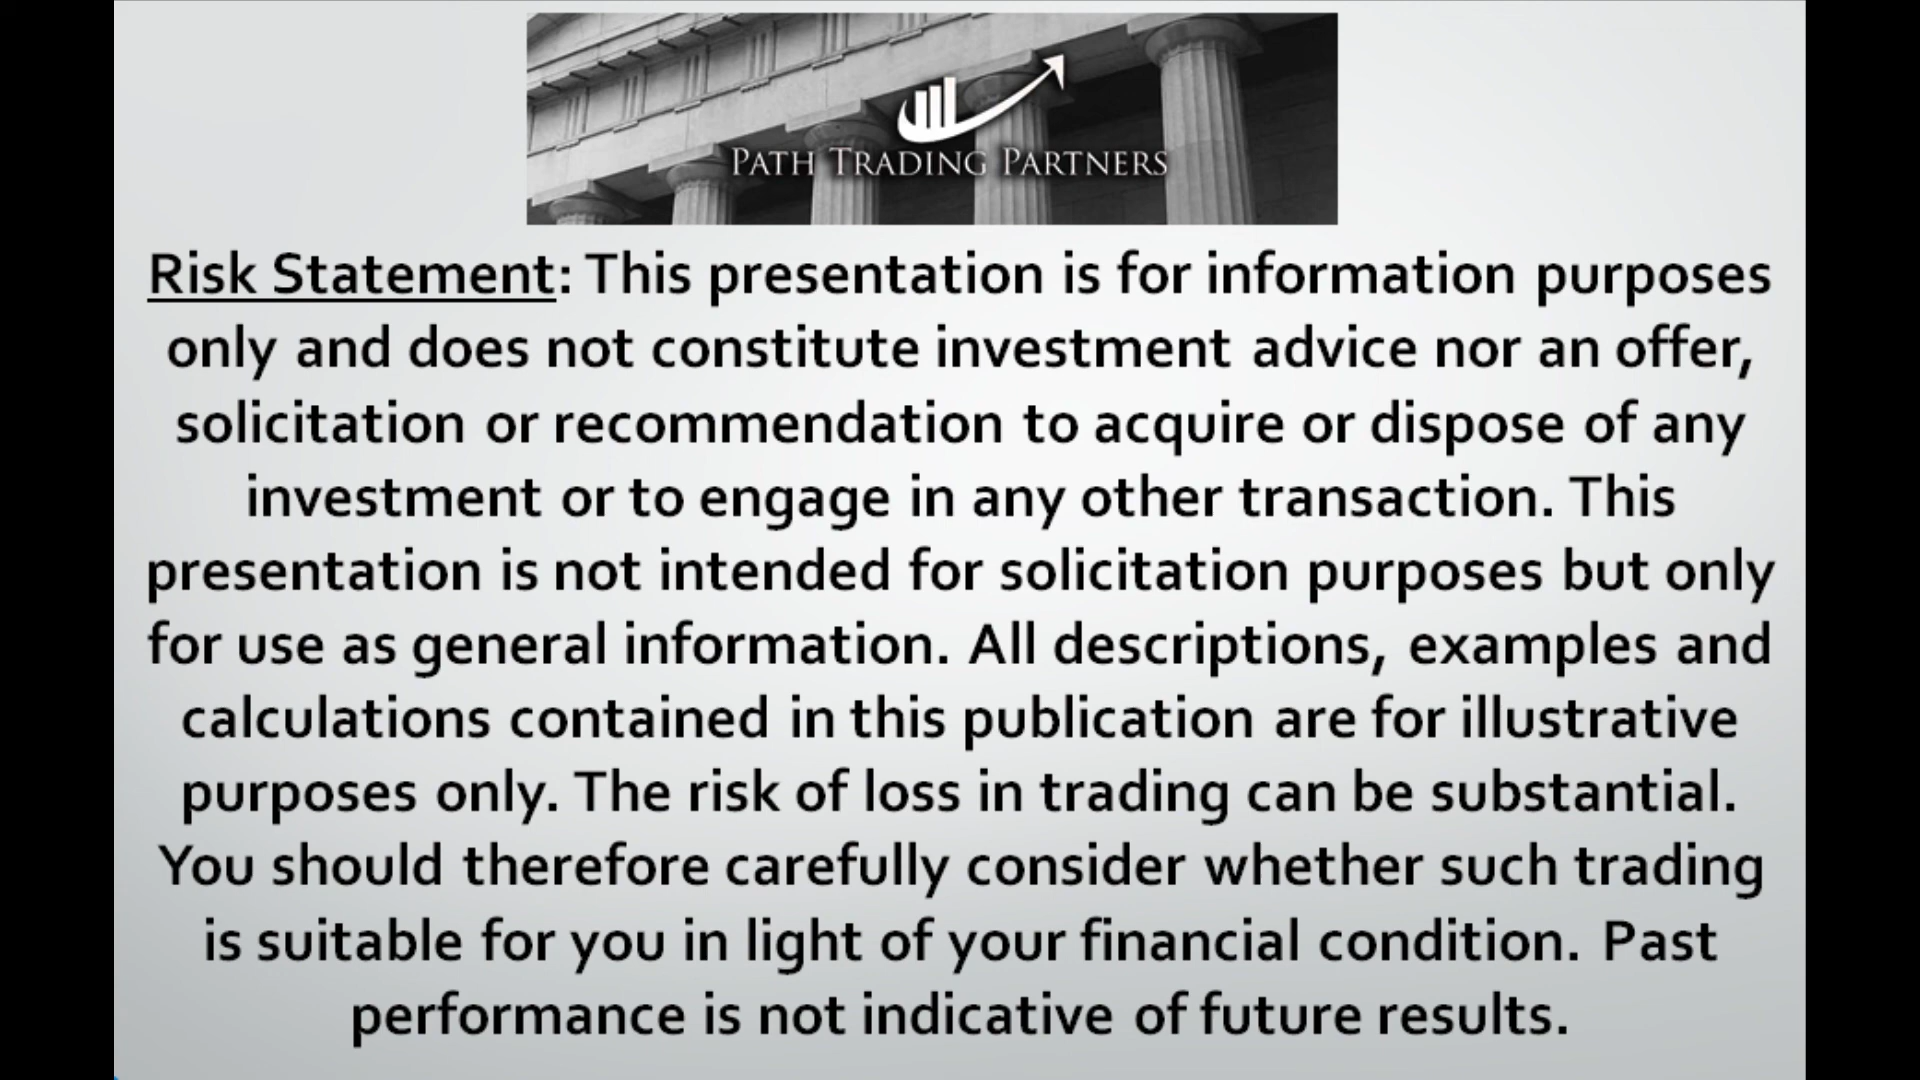 PATH TRADING PARTNERS
Risk Statement: This presentation is for information purposes
only and does not constitute investment advice nor an offer,
solicitation or recommendation to acquire or dispose of any
investment or to engage in any other transaction. This
presentation is not intended for solicitation purposes but only
for use as general information. All descriptions, examples and
calculations contained in this publication are for illustrative
purposes only. The risk of loss in trading can be substantial.
You should therefore carefully consider whether such trading
is suitable for you in light of your financial condition. Past
performance is not indicative of future results.